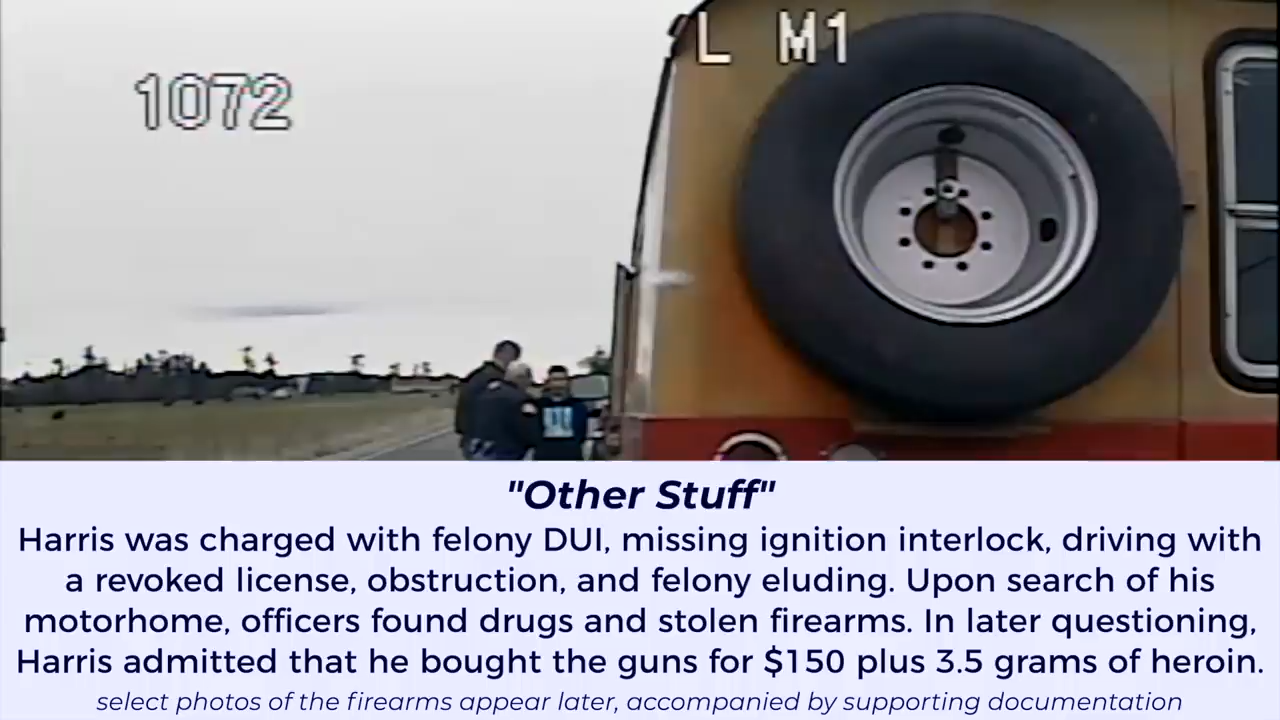 L M1
1072
"Other Stuff"
Harris was charged with felony DUI, missing ignition interlock, driving with
a revoked license, obstruction, and felony eluding. Upon search of his
motorhome, officers found drugs and stolen firearms. In later questioning,
Harris admitted that he bought the guns for $150 plus 3.5 grams of heroin.
select photos of the firearms appear later, accompanied by supporting documentation